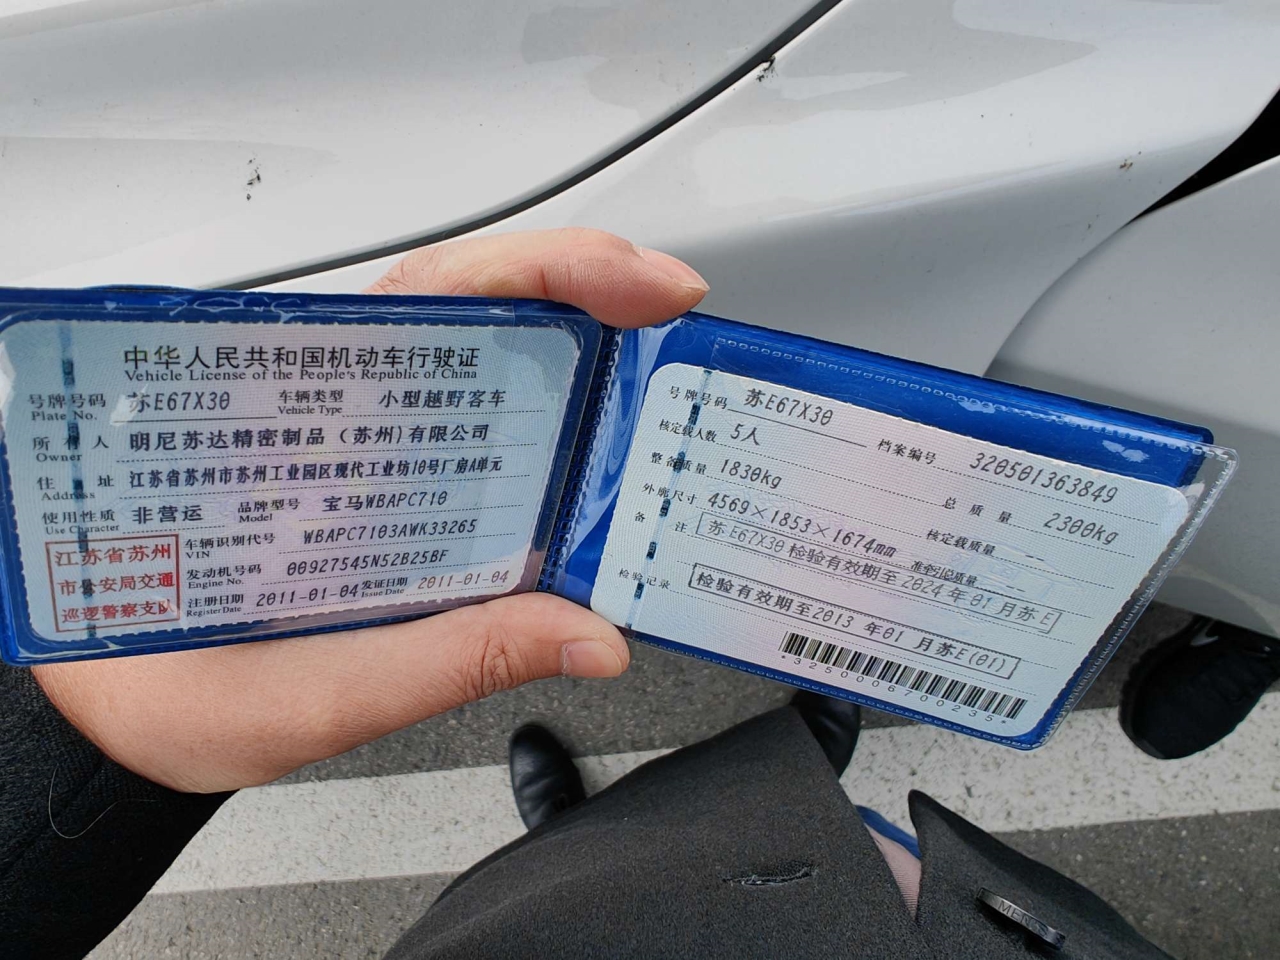 中华人民共和国机动车行驶证
Vehicle License of the People's Republic of China
号牌号码 苏E67X30 车辆类型 小型越野客车
Plate No. Vehicle Type
所有人 明尼苏达精密制品（苏州)有限公司
Owner
住址 江苏省苏州市苏州工业园区现代工业坊10号厂房A单元
Address
使用性质 非营运 品牌型号 宝马WBAPC710
Use Character Model
江苏省苏州
市公安局交通
巡逻警察支队
车辆识别代号 WBAPC7103AWK33265
VIN
发动机号码 00927545N52B25BF
Engine No.
注册日期 2011-01-04 发证日期 2011-01-04
Register Date Issue Date
号牌号码 苏E67X30 档案编号 320501363849
核定载人数 5人 总质量 2300kg
整备质量 1830kg 核定载质量
外廓尺寸 4569×1853×1674mm 准牵引总质量
备注 苏E67X30 检验有效期至2024年01月苏E
检验记录 检验有效期至2013年01月苏E(01)
*3250006700235*